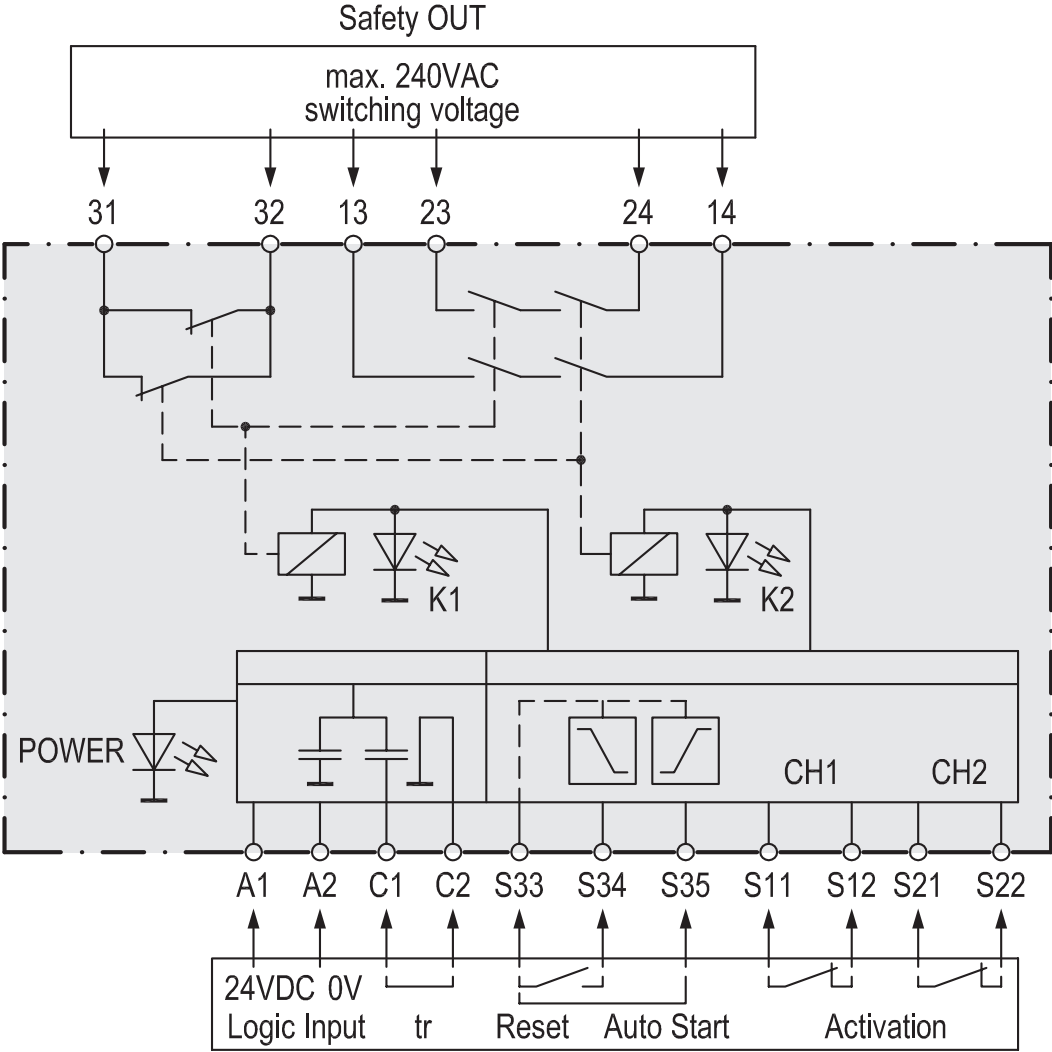 Safety OUT
max. 240VAC
switching voltage
31 32 13 23 24 14
K1 K2
POWER
CH1 CH2
A1 A2 C1 C2 S33 S34 S35 S11 S12 S21 S22
24VDC 0V
Logic Input tr Reset Auto Start Activation